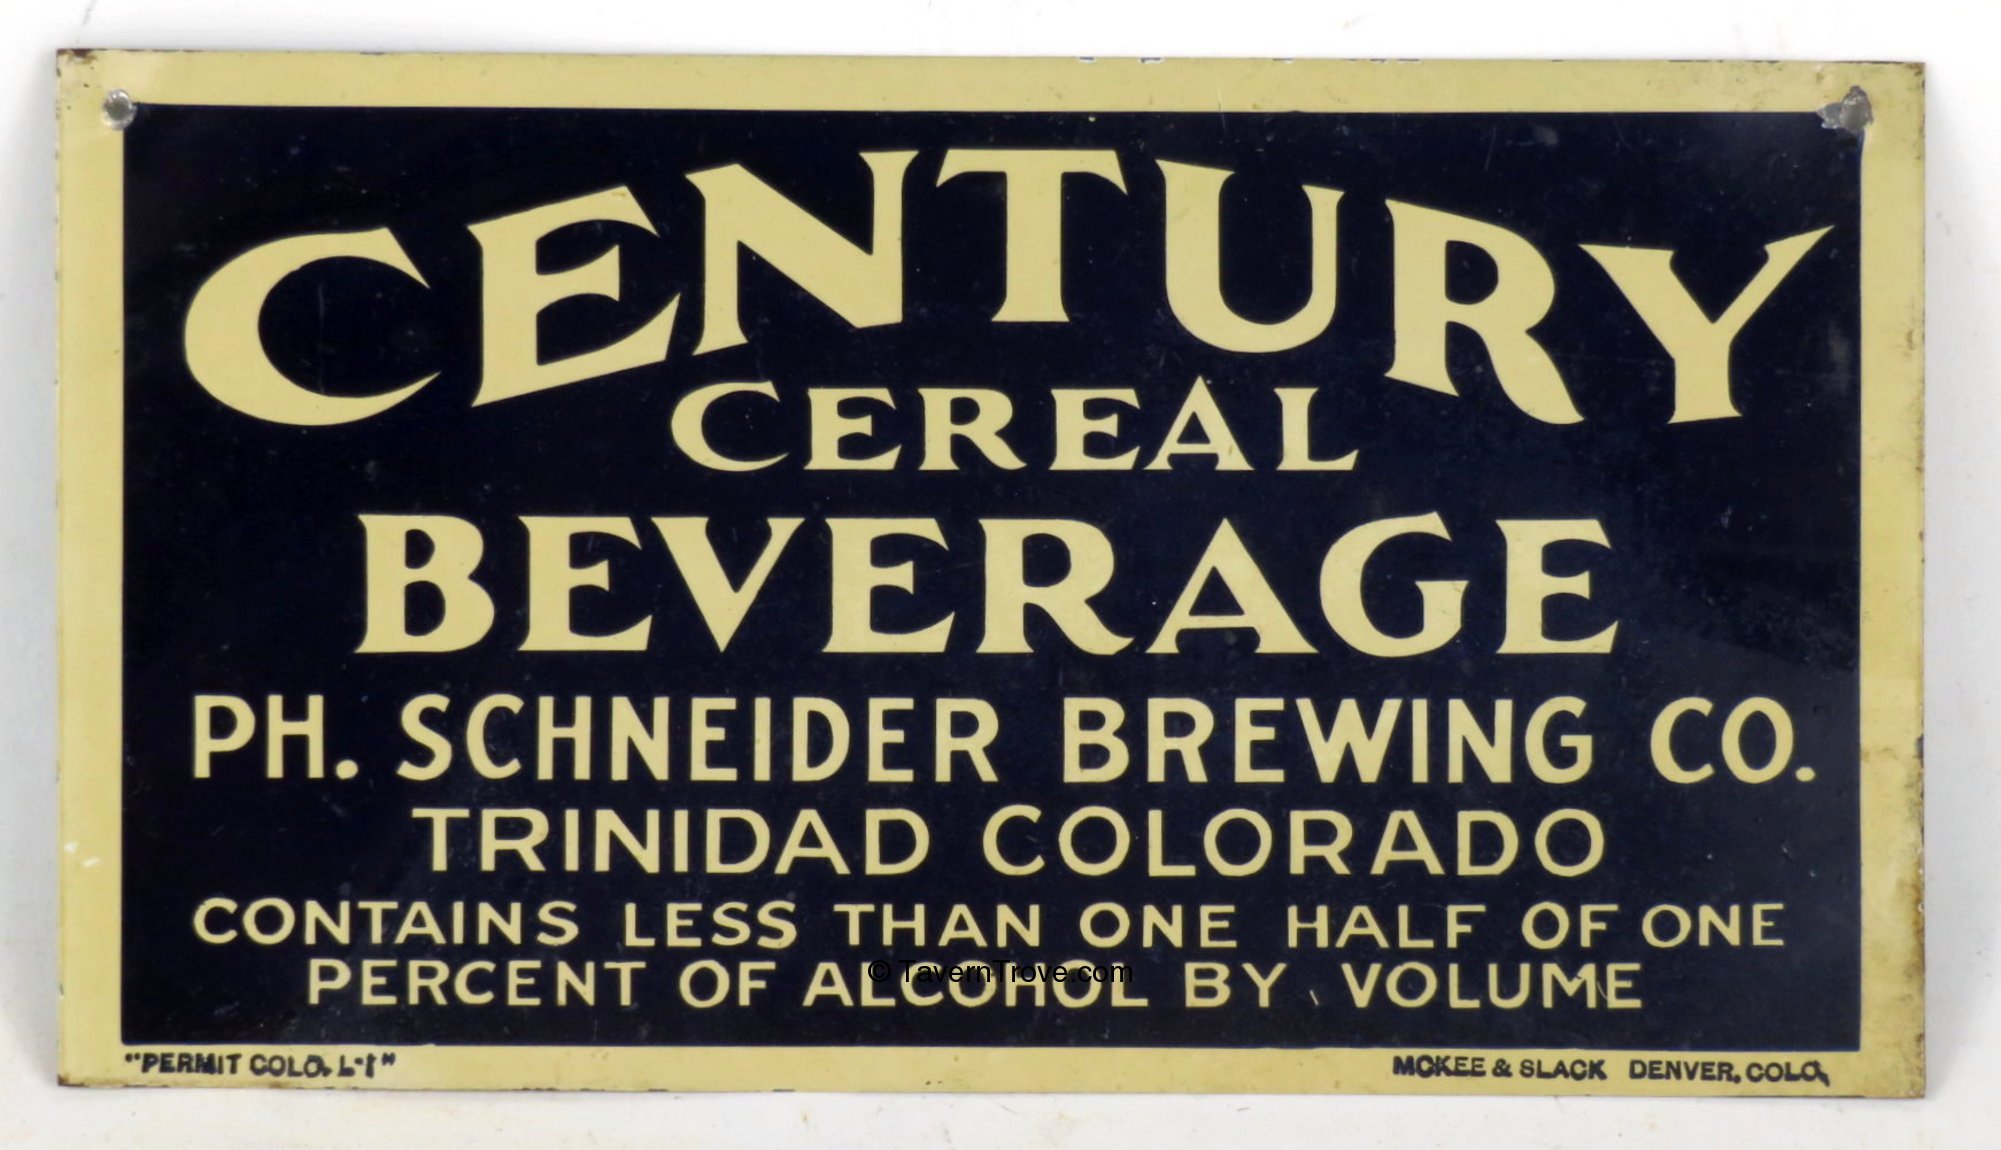 CENTURY
CEREAL
BEVERAGE
PH. SCHNEIDER BREWING CO.
TRINIDAD COLORADO
CONTAINS LESS THAN ONE HALF OF ONE
PERCENT OF ALCOHOL BY VOLUME
© TavernTrove.com
"PERMIT COLO. L-1"
MCKEE & SLACK DENVER, COLO.